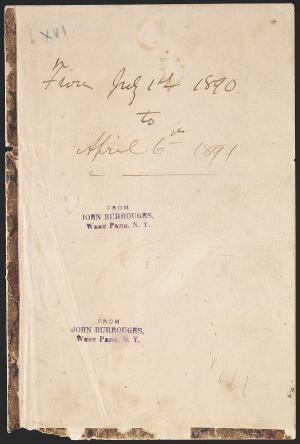 XVI
From July 1st 1890
to
April 6th 1891
FROM
JOHN BURROUGHS,
WEST PARK, N. Y.
FROM
JOHN BURROUGHS,
WEST PARK, N. Y.